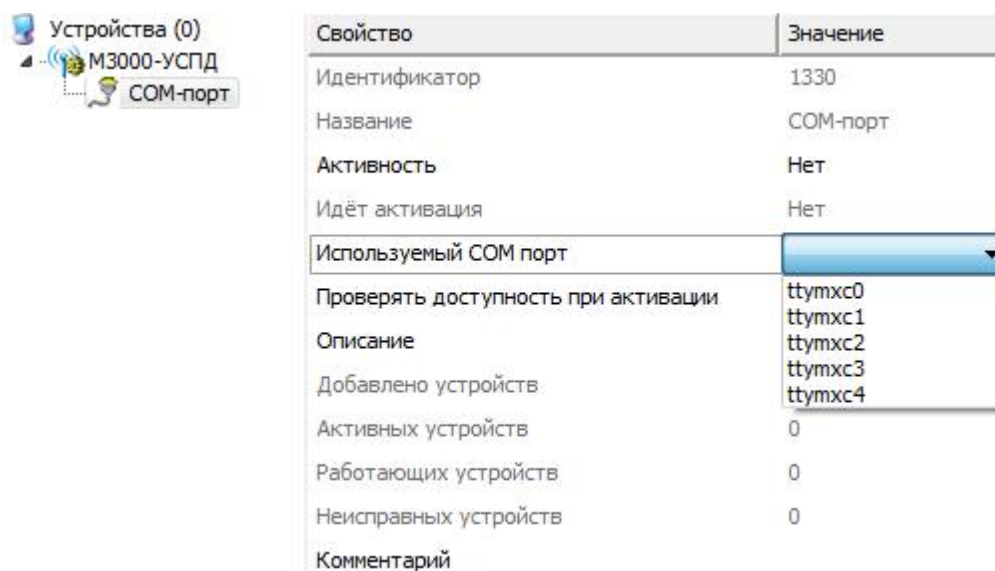 Устройства (0)
М3000-УСПД
COM-порт
Свойство Значение
Идентификатор 1330
Название COM-порт
Активность Нет
Идёт активация Нет
Используемый COM порт
Проверять доступность при активации
Описание
Добавлено устройств
ttymxc0
ttymxc1
ttymxc2
ttymxc3
ttymxc4
Активных устройств 0
Работающих устройств 0
Неисправных устройств 0
Комментарий